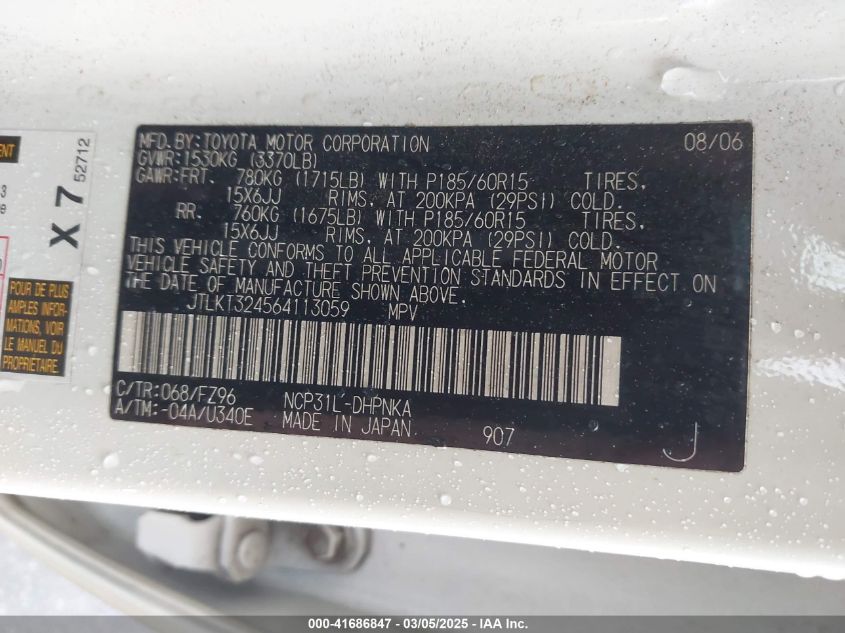 MFD.BY:TOYOTA MOTOR CORPORATION 08/06
GVWR:1530KG (3370LB)
GAWR:FRT. 780KG (1715LB) WITH P185/60R15 TIRES,
15X6JJ RIMS, AT 200KPA (29PSI) COLD.
RR. 760KG (1675LB) WITH P185/60R15 TIRES,
15X6JJ RIMS, AT 200KPA (29PSI) COLD.
THIS VEHICLE CONFORMS TO ALL APPLICABLE FEDERAL MOTOR
VEHICLE SAFETY AND THEFT PREVENTION STANDARDS IN EFFECT ON
THE DATE OF MANUFACTURE SHOWN ABOVE.
JTLKT324564113059 MPV
C/TR:068/FZ96 NCP31L-DHPNKA
A/TM:-04A/U340E MADE IN JAPAN 907
J
X 7
52712
POUR DE PLUS
AMPLES INFOR-
MATIONS, VOIR
LE MANUEL DU
PROPRIÉTAIRE
000-41686847 — 03/05/2025 — IAA Inc.